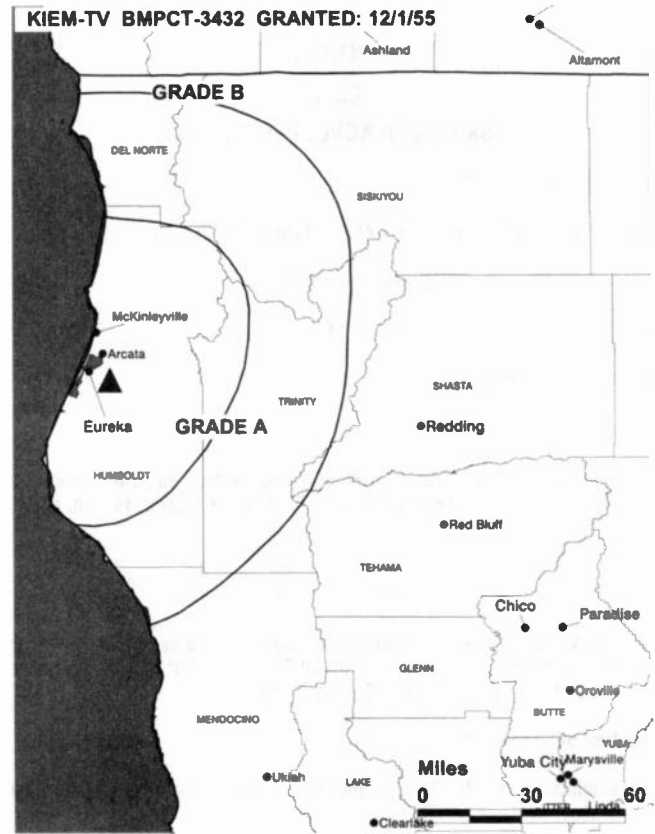 KIEM-TV BMPCT-3432 GRANTED: 12/1/55
Ashland
Altamont
GRADE B
DEL NORTE
SISKIYOU
McKinleyville
Arcata
Eureka
TRINITY
SHASTA
GRADE A
Redding
HUMBOLDT
Red Bluff
TEHAMA
Chico
Paradise
GLENN
Oroville
BUTTE
MENDOCINO
YUBA
Yuba City
Marysville
Ukiah
LAKE
Miles
Linda
0 30 60
Clearlake